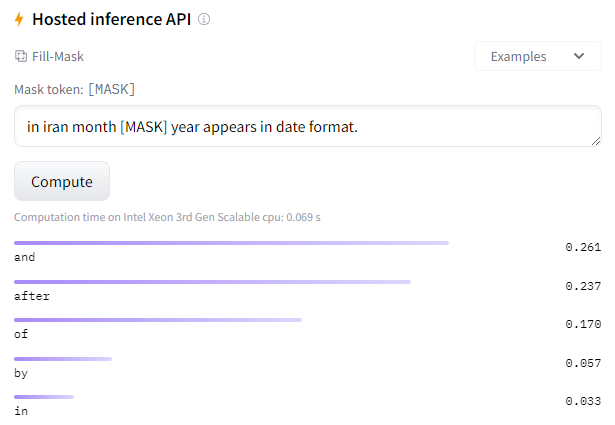 Hosted inference API
Fill-Mask
Examples
Mask token: [MASK]
in iran month [MASK] year appears in date format.
Compute
Computation time on Intel Xeon 3rd Gen Scalable cpu: 0.069 s
0.261
and
0.237
after
0.170
of
0.057
by
0.033
in